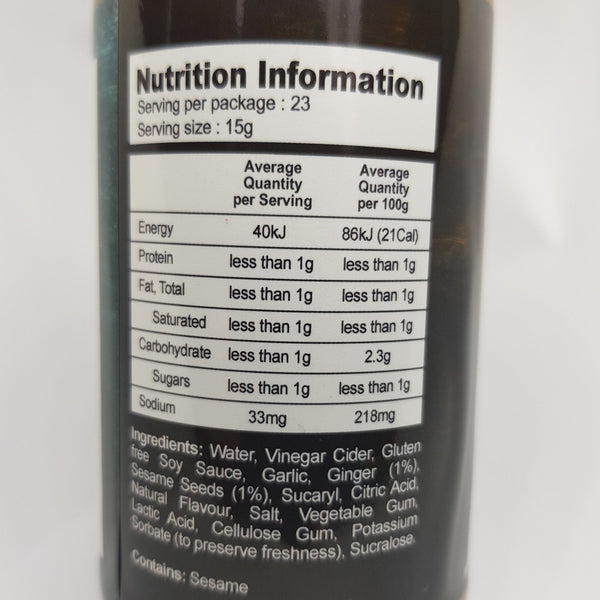 Nutrition Information
Serving per package : 23
Serving size : 15g
Average Quantity per Serving Average Quantity per 100g
Energy 40kJ 86kJ (21Cal)
Protein less than 1g less than 1g
Fat, Total less than 1g less than 1g
Saturated less than 1g less than 1g
Carbohydrate less than 1g 2.3g
Sugars less than 1g less than 1g
Sodium 33mg 218mg
Ingredients: Water, Vinegar Cider, Gluten
free Soy Sauce, Garlic, Ginger (1%),
Sesame Seeds (1%), Sucaryl, Citric Acid,
Natural Flavour, Salt, Vegetable Gum,
Lactic Acid, Cellulose Gum, Potassium
Sorbate (to preserve freshness), Sucralose.
Contains: Sesame